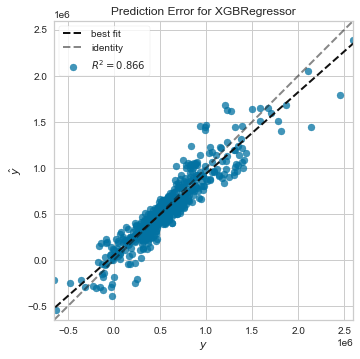 Prediction Error for XGBRegressor
1e6
best fit
identity
R² = 0.866
2.5
2.0
1.5
1.0
0.5
0.0
−0.5
ŷ
−0.5
0.0
0.5
1.0
1.5
2.0
2.5
1e6
y